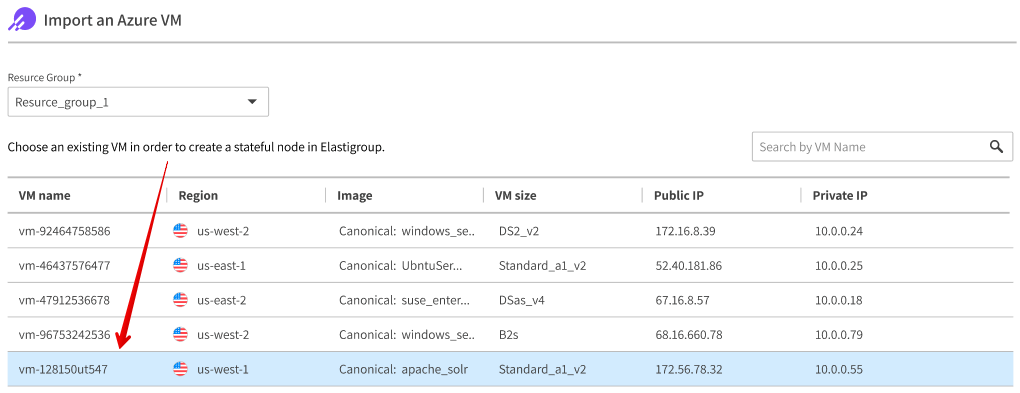 Import an Azure VM
Resurce Group *
Resurce_group_1
Choose an existing VM in order to create a stateful node in Elastigroup.
Search by VM Name
VM name Region Image VM size Public IP Private IP
vm-92464758586 us-west-2 Canonical: windows_se.. DS2_v2 172.16.8.39 10.0.0.24
vm-46437576477 us-east-1 Canonical: UbntuSer... Standard_a1_v2 52.40.181.86 10.0.0.25
vm-47912536678 us-east-2 Canonical: suse_enter... DSas_v4 67.16.8.57 10.0.0.18
vm-96753242536 us-west-2 Canonical: windows_se.. B2s 68.16.660.78 10.0.0.79
vm-128150ut547 us-west-1 Canonical: apache_solr Standard_a1_v2 172.56.78.32 10.0.0.55